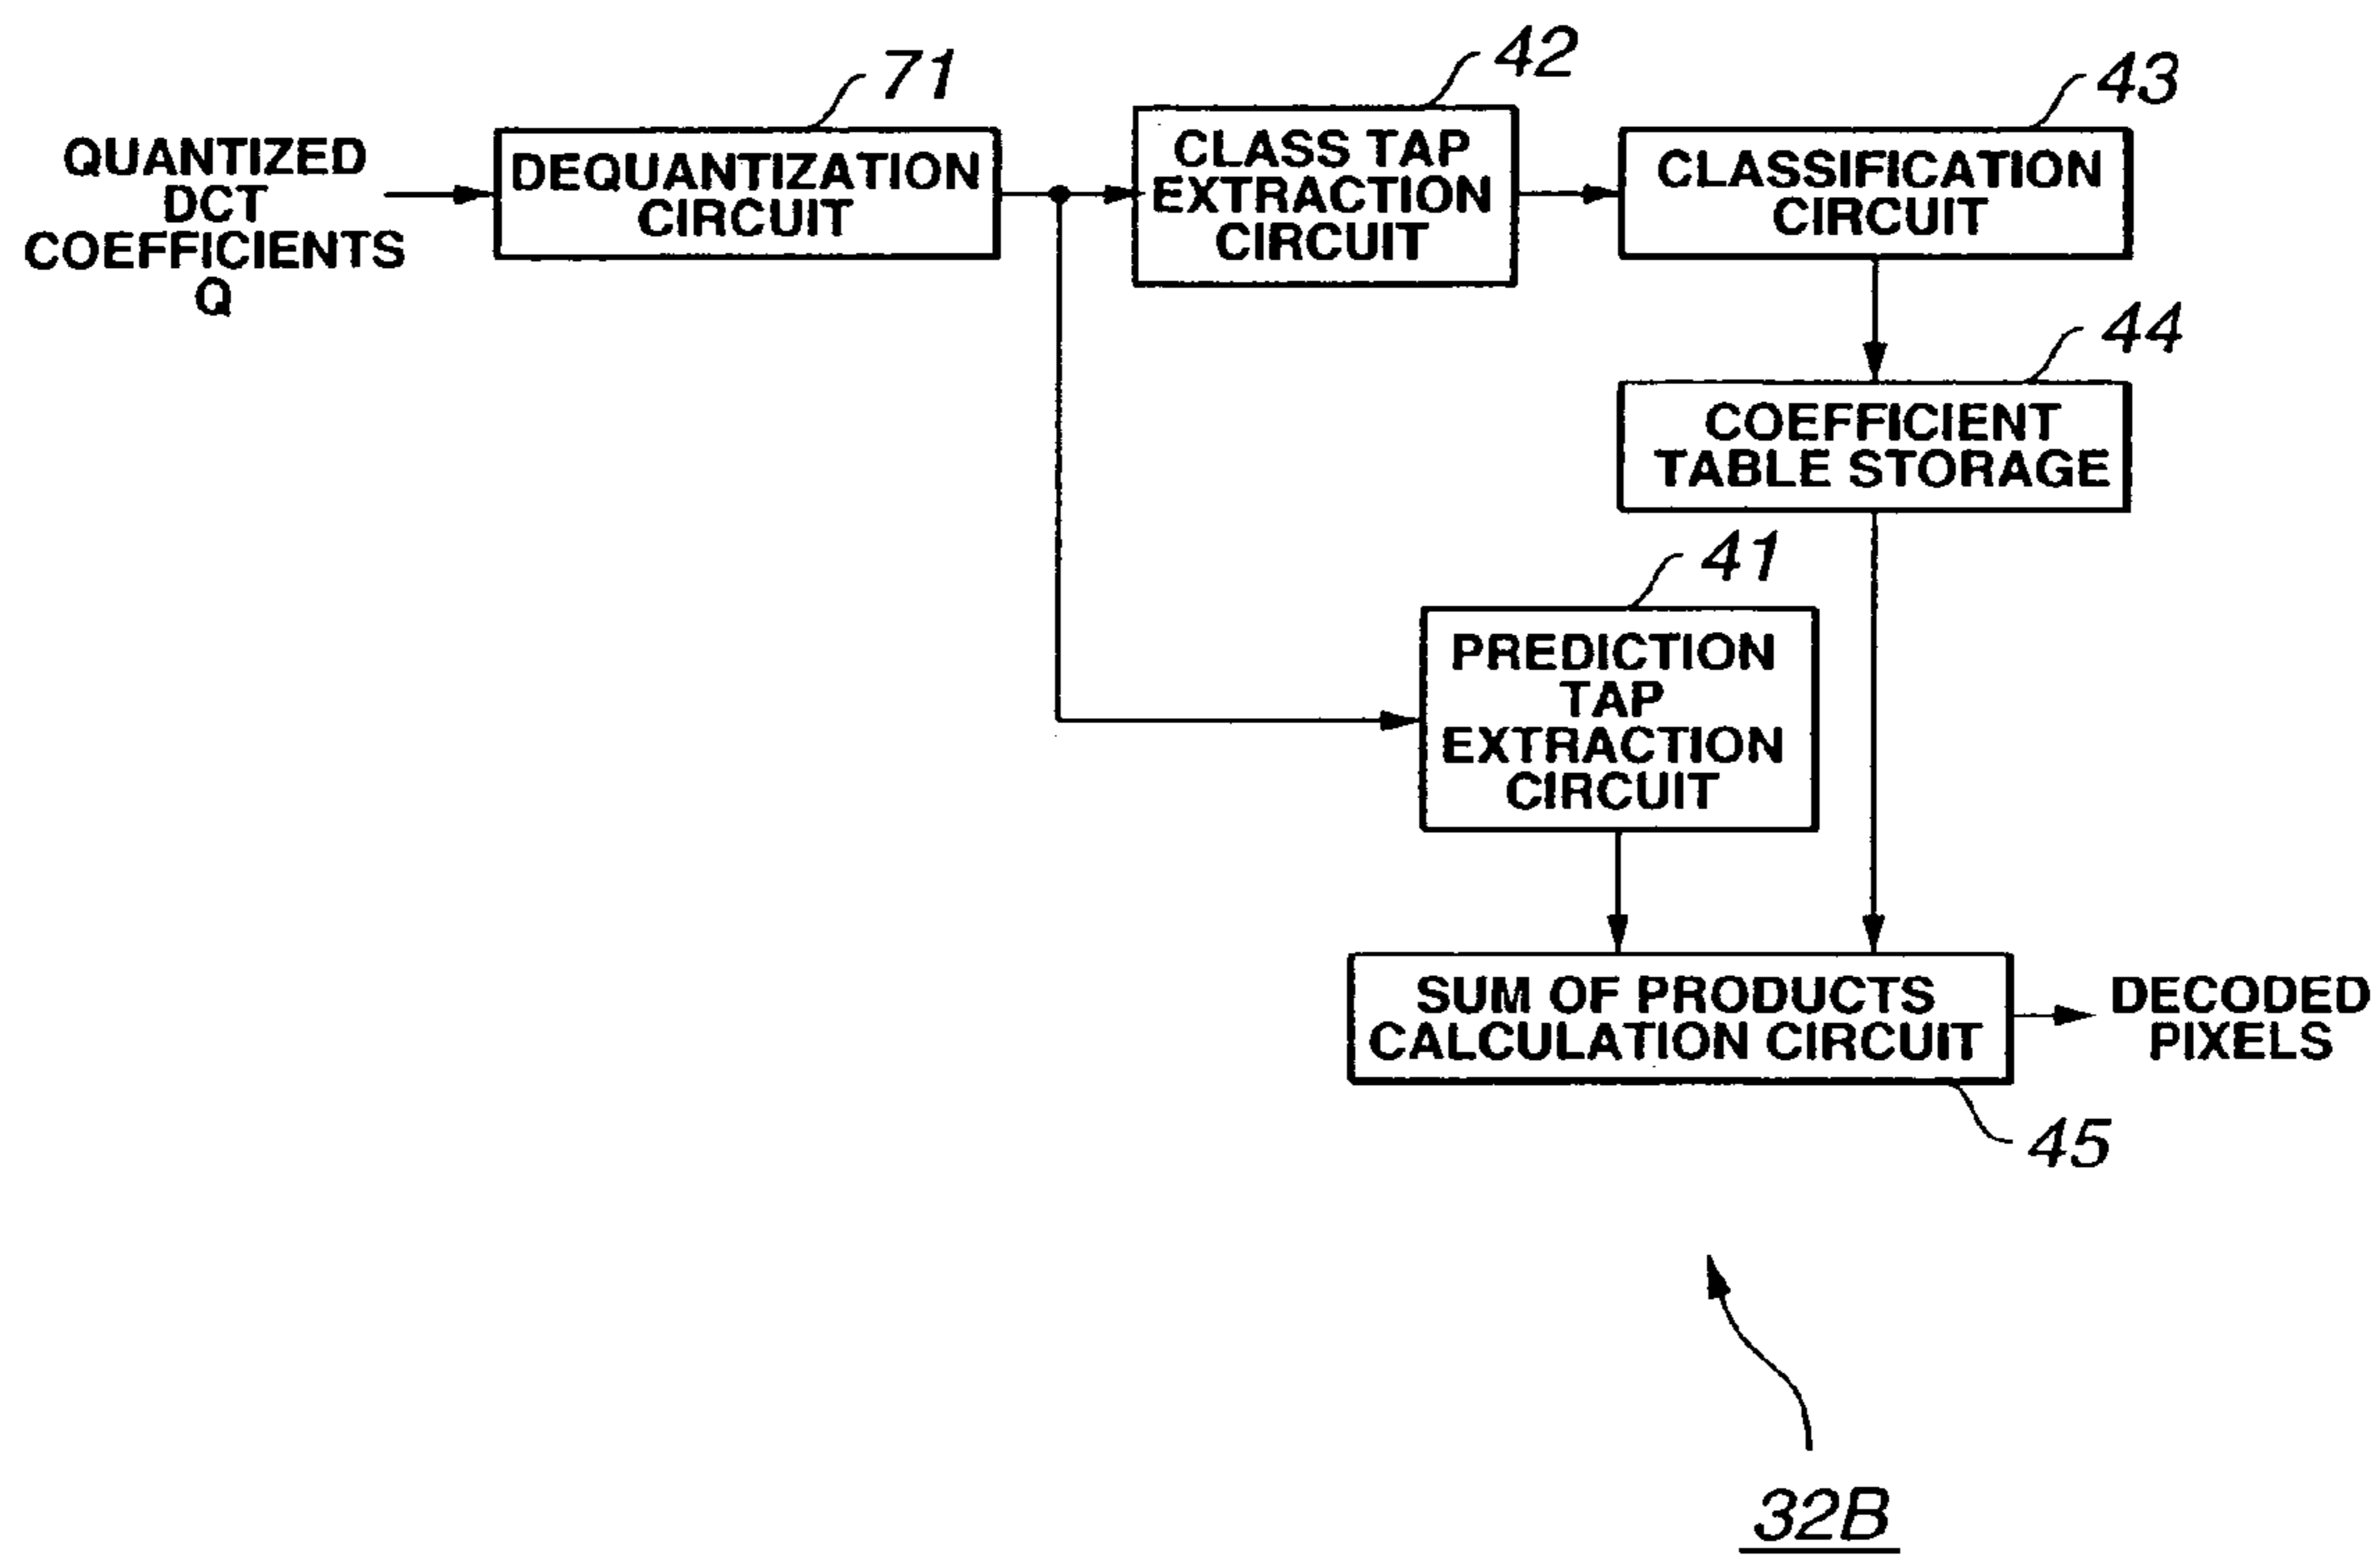 71
42
43
QUANTIZED
DCT
COEFFICIENTS
Q
DEQUANTIZATION
CIRCUIT
CLASS TAP
EXTRACTION
CIRCUIT
CLASSIFICATION
CIRCUIT
44
COEFFICIENT
TABLE STORAGE
41
PREDICTION
TAP
EXTRACTION
CIRCUIT
SUM OF PRODUCTS
CALCULATION CIRCUIT
DECODED
PIXELS
45
32B